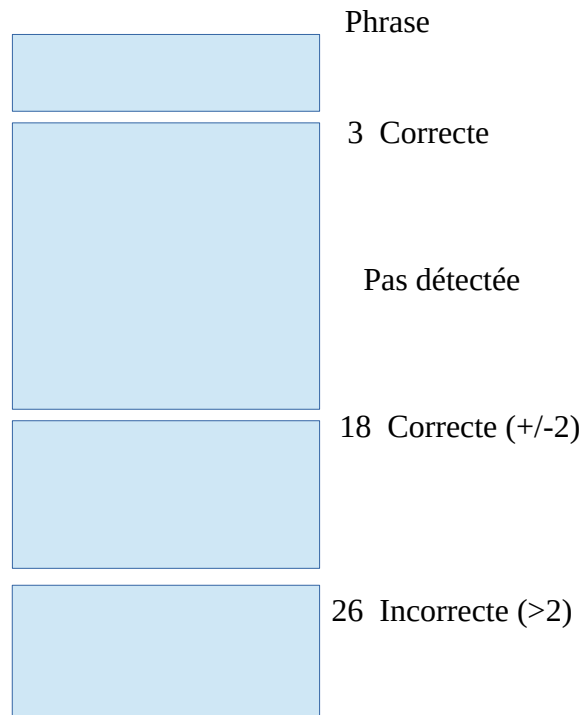 Phrase
3 Correcte
Pas détectée
18 Correcte (+/-2)
26 Incorrecte (>2)